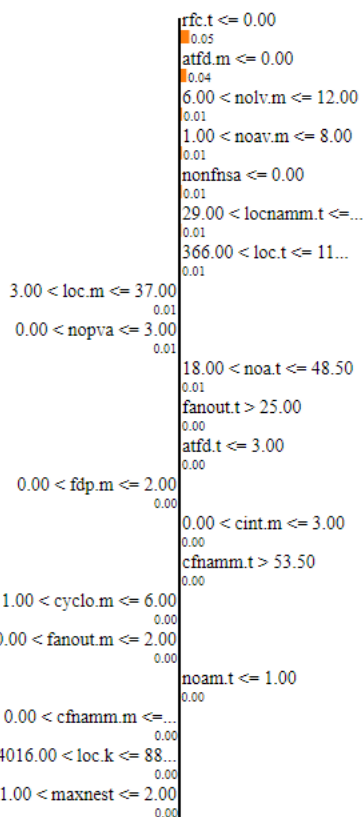 rfc.t <= 0.00
0.05
atfd.m <= 0.00
0.04
6.00 < nolv.m <= 12.00
0.01
1.00 < noav.m <= 8.00
0.01
nonfnsa <= 0.00
0.01
29.00 < locnamm.t <=...
0.01
366.00 < loc.t <= 11...
0.01
3.00 < loc.m <= 37.00
0.01
0.00 < nopva <= 3.00
0.01
18.00 < noa.t <= 48.50
0.01
fanout.t > 25.00
0.00
atfd.t <= 3.00
0.00
0.00 < fdp.m <= 2.00
0.00
0.00 < cint.m <= 3.00
0.00
cfnamm.t > 53.50
0.00
1.00 < cyclo.m <= 6.00
0.00
0.00 < fanout.m <= 2.00
0.00
noam.t <= 1.00
0.00
0.00 < cfnamm.m <=...
0.00
4016.00 < loc.k <= 88...
0.00
1.00 < maxnest <= 2.00
0.00